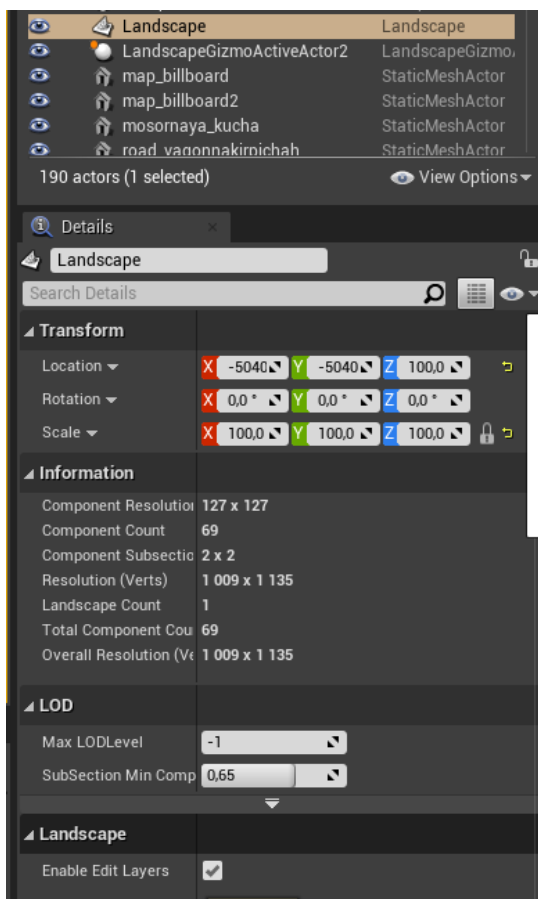 Landscape Landscape
LandscapeGizmoActiveActor2 LandscapeGizmo
map_billboard StaticMeshActor
map_billboard2 StaticMeshActor
mosornaya_kucha StaticMeshActor
road_vagonnakirpichah StaticMeshActor
190 actors (1 selected) View Options
Details
Landscape
Search Details
Transform
Location X -5040 Y -5040 Z 100,0
Rotation X 0,0 ° Y 0,0 ° Z 0,0 °
Scale X 100,0 Y 100,0 Z 100,0
Information
Component Resolutio 127 x 127
Component Count 69
Component Subsectio 2 x 2
Resolution (Verts) 1 009 x 1 135
Landscape Count 1
Total Component Cou 69
Overall Resolution (Ve 1 009 x 1 135
LOD
Max LODLevel -1
SubSection Min Comp 0,65
Landscape
Enable Edit Layers